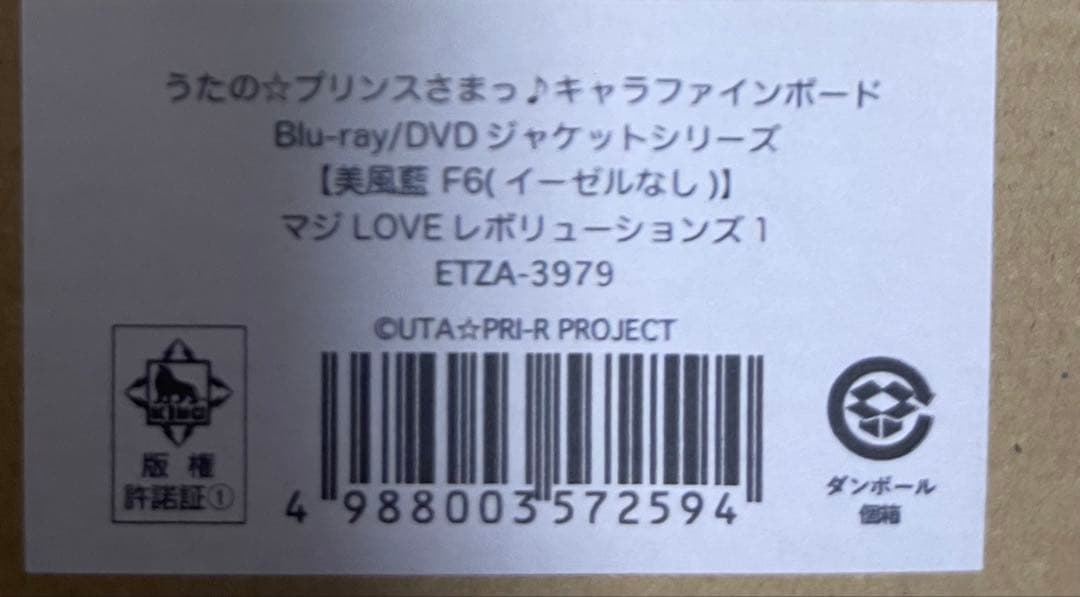 うたの☆プリンスさまっ♪キャラファインボード
Blu-ray/DVD ジャケットシリーズ
【美風藍 F6( イーゼルなし )】
マジ LOVE レボリューションズ 1
ETZA-3979
©UTA☆PRI-R PROJECT
KING
版 権
許諾証①
4 988003 572594
ダンボール
個箱